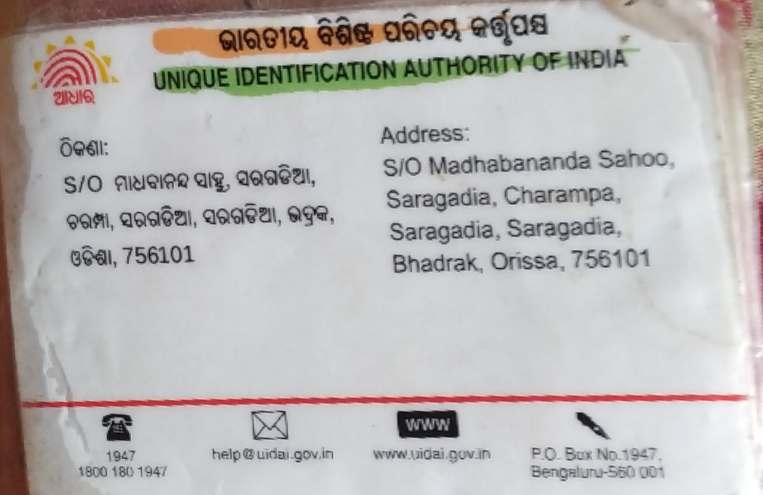 ଭାରତୀୟ ବିଶିଷ୍ଟ ପରିଚୟ କର୍ତ୍ତୃପକ୍ଷ
UNIQUE IDENTIFICATION AUTHORITY OF INDIA
ଆଧାର
ଠିକଣା:
S/O ମାଧବାନନ୍ଦ ସାହୁ, ସରଗଡିଆ,
ଚରମ୍ପା, ସରଗଡିଆ, ସରଗଡିଆ, ଭଦ୍ରକ,
ଓଡିଶା, 756101
Address:
S/O Madhabananda Sahoo,
Saragadia, Charampa,
Saragadia, Saragadia,
Bhadrak, Orissa, 756101
1947
1800 180 1947
help@uidai.gov.in
WWW
www.uidai.gov.in
P.O. Box No.1947,
Bengaluru-560 001